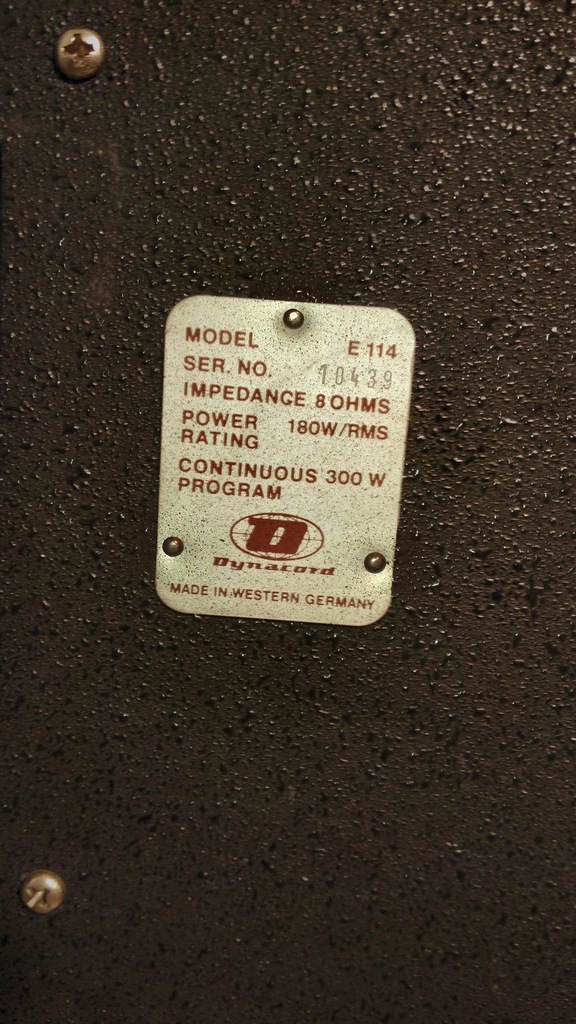 MODEL E 114
SER. NO. 10439
IMPEDANCE 8 OHMS
POWER 180W/RMS
RATING
CONTINUOUS 300 W
PROGRAM
D
Dynacord
MADE IN WESTERN GERMANY